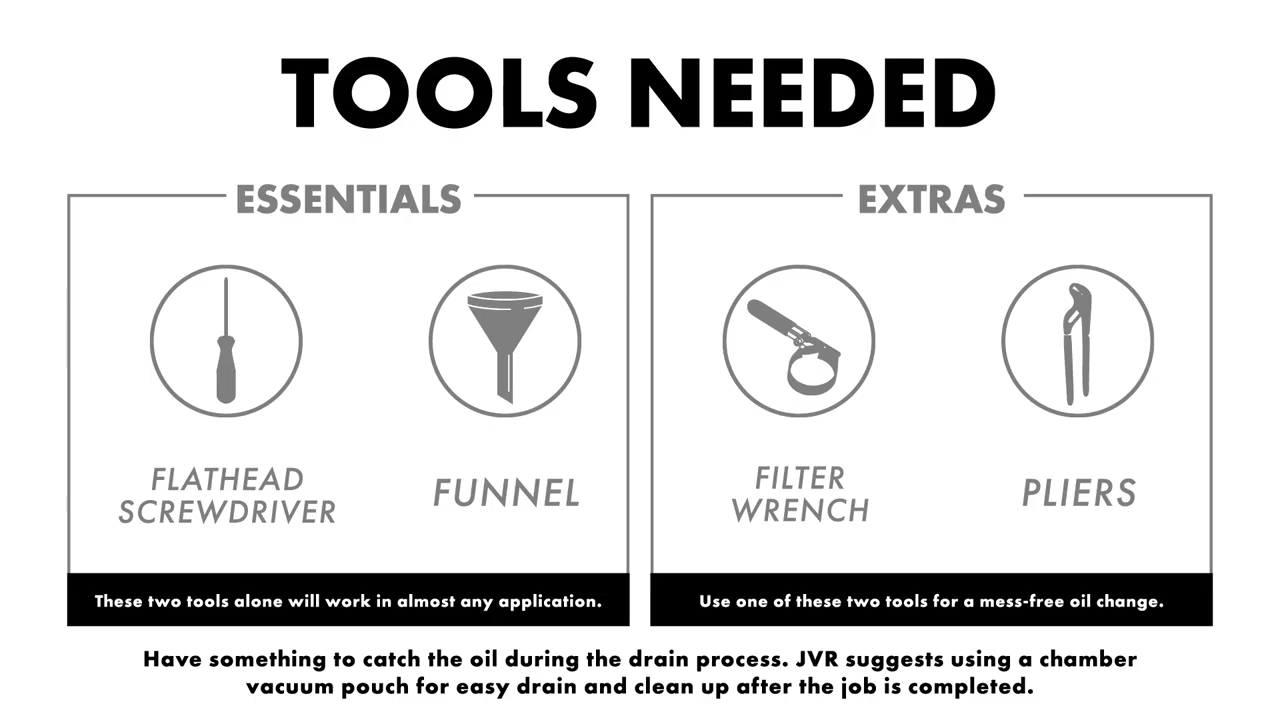 TOOLS NEEDED
ESSENTIALS
FLATHEAD
SCREWDRIVER
FUNNEL
These two tools alone will work in almost any application.
EXTRAS
FILTER
WRENCH
PLIERS
Use one of these two tools for a mess-free oil change.
Have something to catch the oil during the drain process. JVR suggests using a chamber
vacuum pouch for easy drain and clean up after the job is completed.